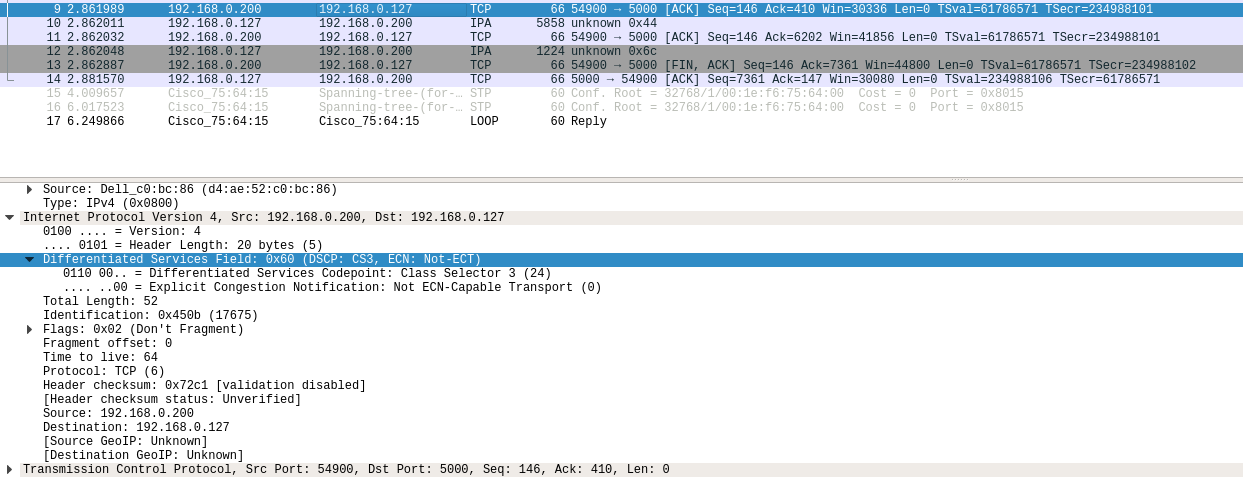 9 2.861989 192.168.0.200 192.168.0.127 TCP 66 54900 → 5000 [ACK] Seq=146 Ack=410 Win=30336 Len=0 TSval=61786571 TSecr=234988101
10 2.862011 192.168.0.127 192.168.0.200 IPA 5858 unknown 0x44
11 2.862032 192.168.0.200 192.168.0.127 TCP 66 54900 → 5000 [ACK] Seq=146 Ack=6202 Win=41856 Len=0 TSval=61786571 TSecr=234988101
12 2.862048 192.168.0.127 192.168.0.200 IPA 1224 unknown 0x6c
13 2.862887 192.168.0.200 192.168.0.127 TCP 66 54900 → 5000 [FIN, ACK] Seq=146 Ack=7361 Win=44800 Len=0 TSval=61786571 TSecr=234988102
14 2.881570 192.168.0.127 192.168.0.200 TCP 66 5000 → 54900 [ACK] Seq=7361 Ack=147 Win=30080 Len=0 TSval=234988106 TSecr=61786571
15 4.009657 Cisco_75:64:15 Spanning-tree-(for-… STP 60 Conf. Root = 32768/1/00:1e:f6:75:64:00 Cost = 0 Port = 0x8015
16 6.017523 Cisco_75:64:15 Spanning-tree-(for-… STP 60 Conf. Root = 32768/1/00:1e:f6:75:64:00 Cost = 0 Port = 0x8015
17 6.249866 Cisco_75:64:15 Cisco_75:64:15 LOOP 60 Reply
Source: Dell_c0:bc:86 (d4:ae:52:c0:bc:86)
Type: IPv4 (0x0800)
Internet Protocol Version 4, Src: 192.168.0.200, Dst: 192.168.0.127
0100 .... = Version: 4
.... 0101 = Header Length: 20 bytes (5)
Differentiated Services Field: 0x60 (DSCP: CS3, ECN: Not-ECT)
0110 00.. = Differentiated Services Codepoint: Class Selector 3 (24)
.... ..00 = Explicit Congestion Notification: Not ECN-Capable Transport (0)
Total Length: 52
Identification: 0x450b (17675)
Flags: 0x02 (Don't Fragment)
Fragment offset: 0
Time to live: 64
Protocol: TCP (6)
Header checksum: 0x72c1 [validation disabled]
[Header checksum status: Unverified]
Source: 192.168.0.200
Destination: 192.168.0.127
[Source GeoIP: Unknown]
[Destination GeoIP: Unknown]
Transmission Control Protocol, Src Port: 54900, Dst Port: 5000, Seq: 146, Ack: 410, Len: 0